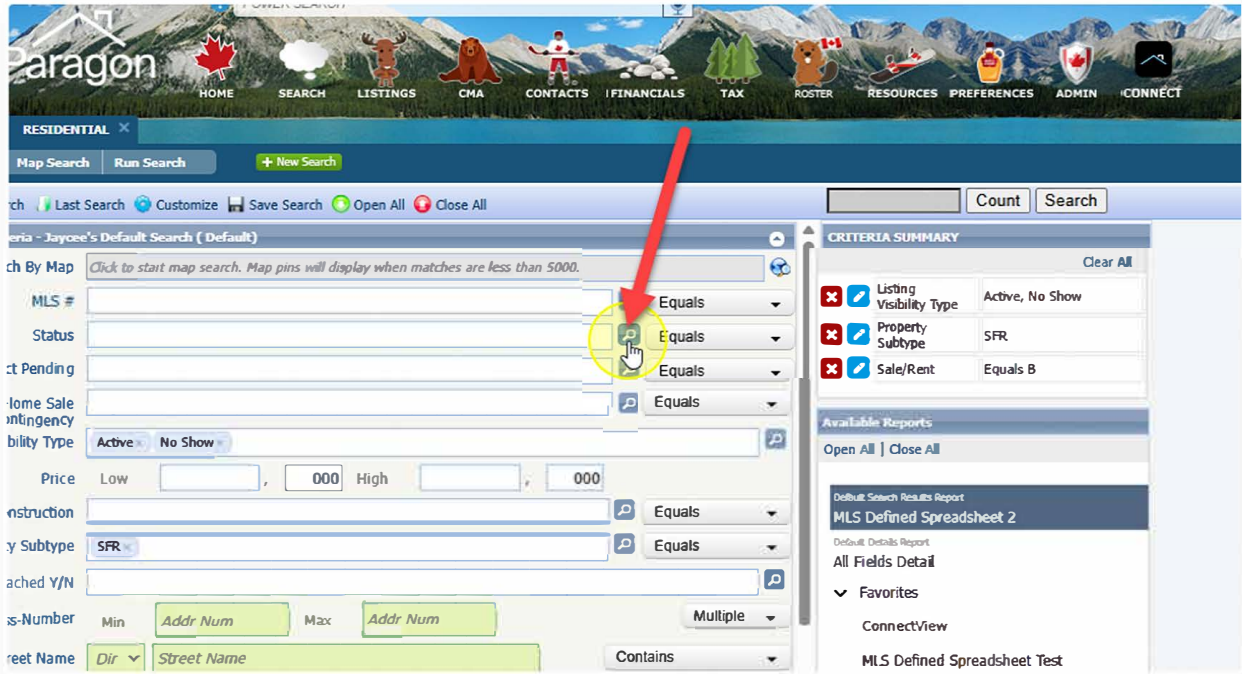 POWER SEARCH
Paragon
HOME SEARCH LISTINGS CMA CONTACTS FINANCIALS TAX ROSTER RESOURCES PREFERENCES ADMIN CONNECT
RESIDENTIAL
Map Search Run Search + New Search
rch Last Search Customize Save Search Open All Close All
Count Search
eria - Jaycee's Default Search ( Default)
ch By Map Click to start map search. Map pins will display when matches are less than 5000.
MLS # Equals
Status Equals
ct Pending Equals
Home Sale
ontingency Equals
bility Type Active No Show
Price Low , 000 High , 000
onstruction Equals
ty Subtype SFR Equals
ached Y/N
ss-Number Min Addr Num Max Addr Num Multiple
reet Name Dir Street Name Contains
CRITERIA SUMMARY
Clear All
Listing
Visibility Type Active, No Show
Property
Subtype SFR
Sale/Rent Equals B
Available Reports
Open All | Close All
Default Search Results Report
MLS Defined Spreadsheet 2
Default Details Report
All Fields Detail
Favorites
ConnectView
MLS Defined Spreadsheet Test